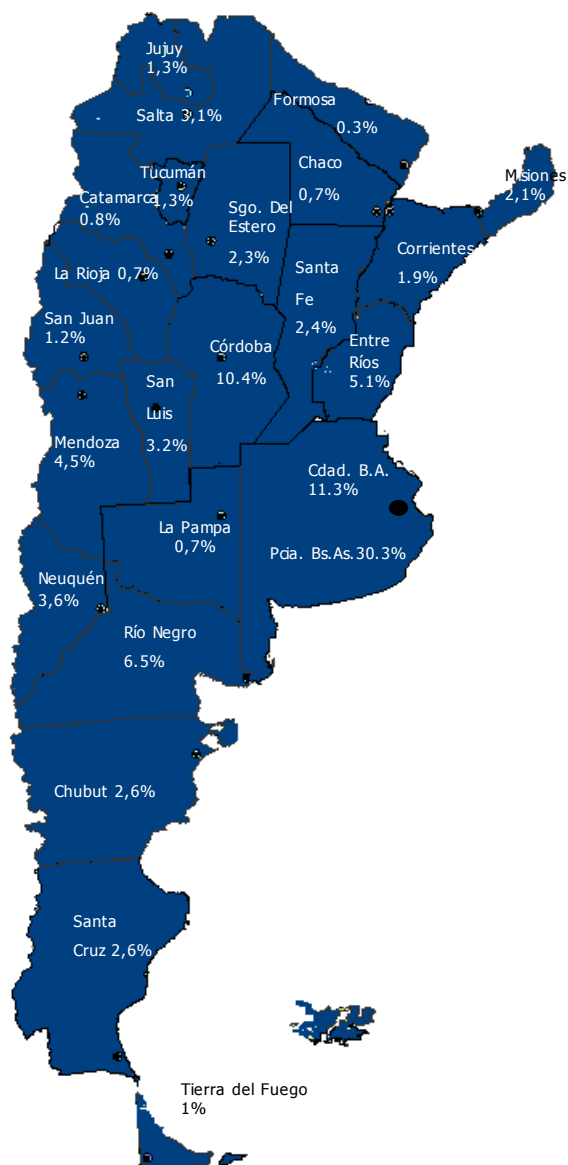 Jujuy
1,3%
Salta 3,1%
Formosa
0.3%
Chaco
0,7%
Misiones
2,1%
Tucumán
1,3%
Catamarca
0.8%
Sgo. Del
Estero
2,3%
Corrientes
1.9%
La Rioja 0,7%
Santa
Fe
2,4%
San Juan
1.2%
Córdoba
10.4%
Entre
Ríos
5.1%
San
Luis
3.2%
Mendoza
4,5%
Cdad. B.A.
11.3%
La Pampa
0,7%
Pcia. Bs.As.30.3%
Neuquén
3,6%
Río Negro
6.5%
Chubut 2,6%
Santa
Cruz 2,6%
Tierra del Fuego
1%